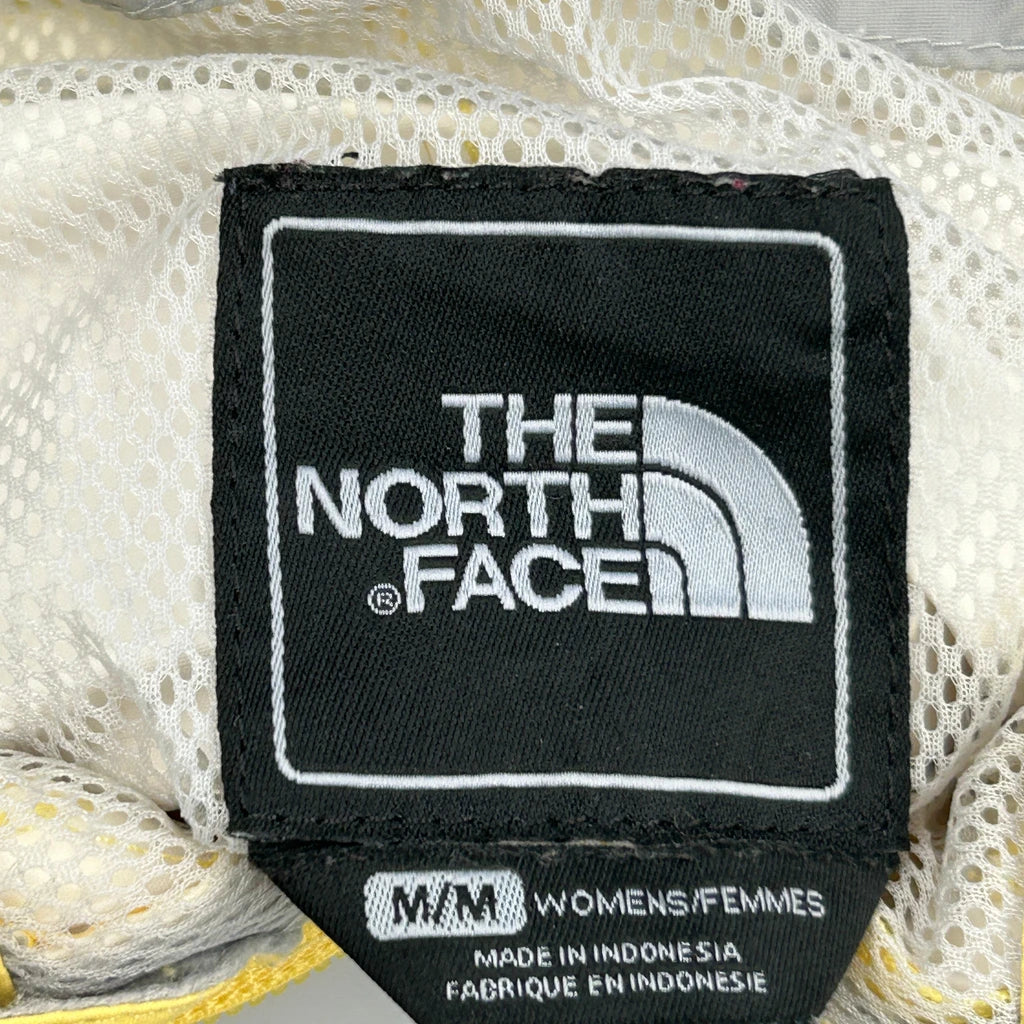 THE
NORTH
®FACE
M/M WOMENS/FEMMES
MADE IN INDONESIA
FABRIQUE EN INDONESIE